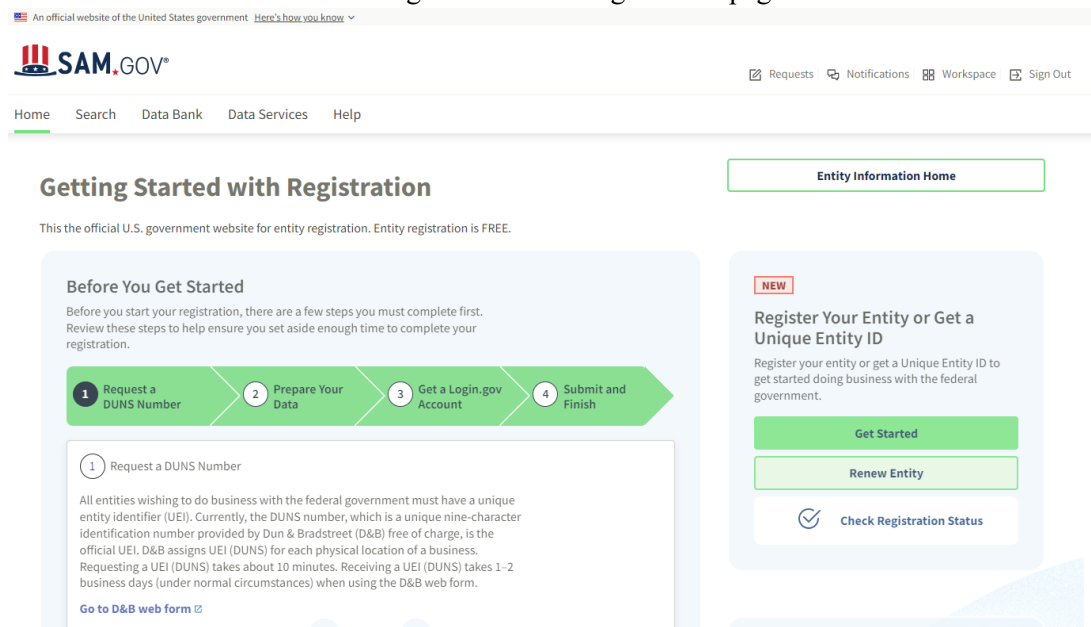 An official website of the United States government Here's how you know
SAM.GOV®
Requests Notifications Workspace Sign Out
Home Search Data Bank Data Services Help
Getting Started with Registration
Entity Information Home
This the official U.S. government website for entity registration. Entity registration is FREE.
Before You Get Started
Before you start your registration, there are a few steps you must complete first.
Review these steps to help ensure you set aside enough time to complete your
registration.
1 Request a
DUNS Number
2 Prepare Your
Data
3 Get a Login.gov
Account
4 Submit and
Finish
1 Request a DUNS Number
All entities wishing to do business with the federal government must have a unique
entity identifier (UEI). Currently, the DUNS number, which is a unique nine-character
identification number provided by Dun & Bradstreet (D&B) free of charge, is the
official UEI. D&B assigns UEI (DUNS) for each physical location of a business.
Requesting a UEI (DUNS) takes about 10 minutes. Receiving a UEI (DUNS) takes 1–2
business days (under normal circumstances) when using the D&B web form.
Go to D&B web form
NEW
Register Your Entity or Get a
Unique Entity ID
Register your entity or get a Unique Entity ID to
get started doing business with the federal
government.
Get Started
Renew Entity
Check Registration Status